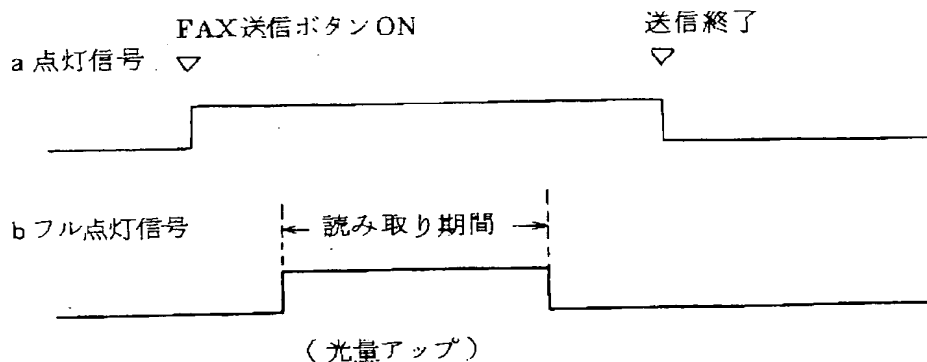 FAX送信ボタンON
送信終了
a 点灯信号
b フル点灯信号
読み取り期間
(光量アップ)